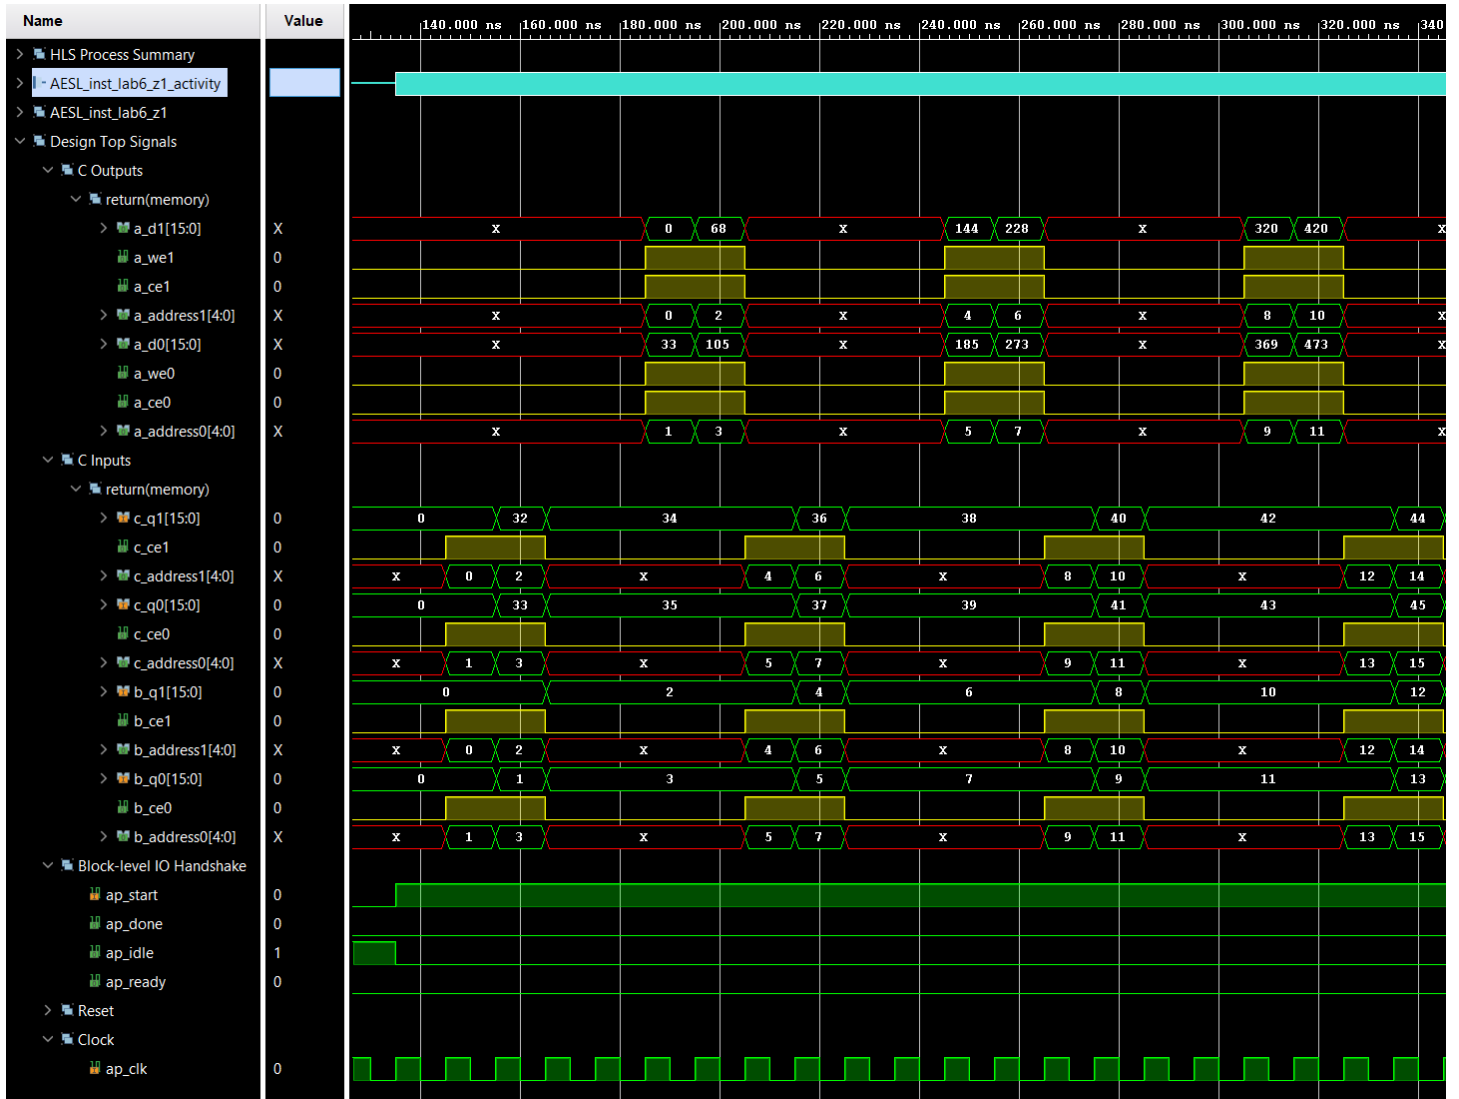 Name Value 140.000 ns 160.000 ns 180.000 ns 200.000 ns 220.000 ns 240.000 ns 260.000 ns 280.000 ns 300.000 ns 320.000 ns 340
HLS Process Summary
AESL_inst_lab6_z1_activity
AESL_inst_lab6_z1
Design Top Signals
C Outputs
return(memory)
a_d1[15:0] X X 0 68 X 144 228 X 320 420 X
a_we1 0
a_ce1 0
a_address1[4:0] X X 0 2 X 4 6 X 8 10 X
a_d0[15:0] X X 33 105 X 185 273 X 369 473 X
a_we0 0
a_ce0 0
a_address0[4:0] X X 1 3 X 5 7 X 9 11 X
C Inputs
return(memory)
c_q1[15:0] 0 0 32 34 36 38 40 42 44
c_ce1 0
c_address1[4:0] X X 0 2 X 4 6 X 8 10 X 12 14
c_q0[15:0] 0 0 33 35 37 39 41 43 45
c_ce0 0
c_address0[4:0] X X 1 3 X 5 7 X 9 11 X 13 15
b_q1[15:0] 0 0 2 4 6 8 10 12
b_ce1 0
b_address1[4:0] X X 0 2 X 4 6 X 8 10 X 12 14
b_q0[15:0] 0 0 1 3 5 7 9 11 13
b_ce0 0
b_address0[4:0] X X 1 3 X 5 7 X 9 11 X 13 15
Block-level IO Handshake
ap_start 0
ap_done 0
ap_idle 1
ap_ready 0
Reset
Clock
ap_clk 0